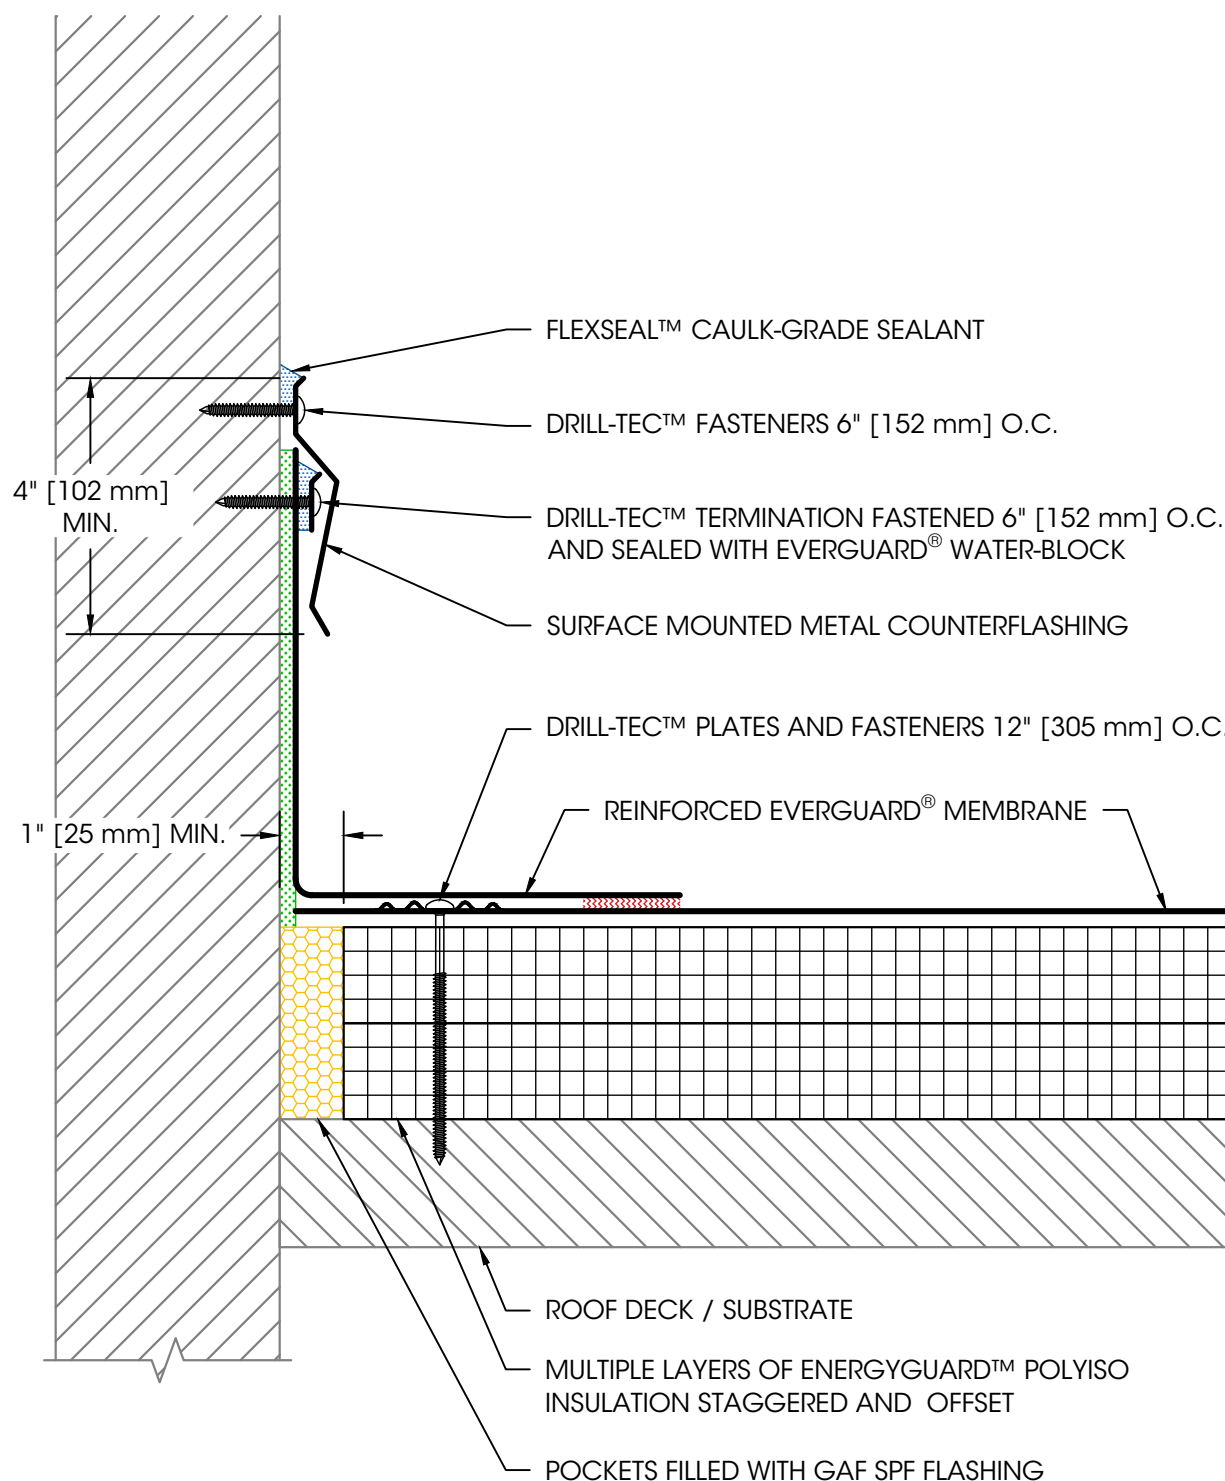 FLEXSEAL™ CAULK-GRADE SEALANT
DRILL-TEC™ FASTENERS 6" [152 mm] O.C.
4" [102 mm]
MIN.
DRILL-TEC™ TERMINATION FASTENED 6" [152 mm] O.C.
AND SEALED WITH EVERGUARD® WATER-BLOCK
SURFACE MOUNTED METAL COUNTERFLASHING
DRILL-TEC™ PLATES AND FASTENERS 12" [305 mm] O.C.
REINFORCED EVERGUARD® MEMBRANE
1" [25 mm] MIN.
ROOF DECK / SUBSTRATE
MULTIPLE LAYERS OF ENERGYGUARD™ POLYISO
INSULATION STAGGERED AND OFFSET
POCKETS FILLED WITH GAF SPF FLASHING